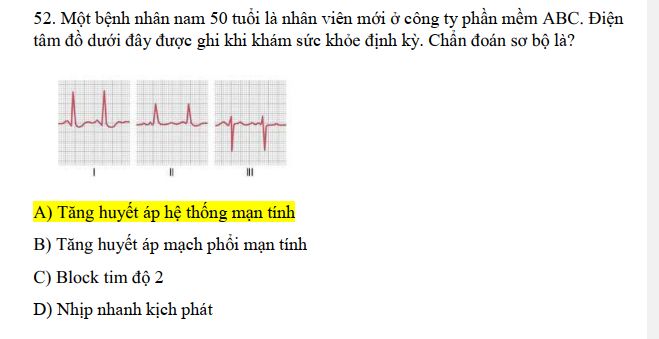 52. Một bệnh nhân nam 50 tuổi là nhân viên mới ở công ty phần mềm ABC. Điện
tâm đồ dưới đây được ghi khi khám sức khỏe định kỳ. Chẩn đoán sơ bộ là?
I II III
A) Tăng huyết áp hệ thống mạn tính
B) Tăng huyết áp mạch phổi mạn tính
C) Block tim độ 2
D) Nhịp nhanh kịch phát